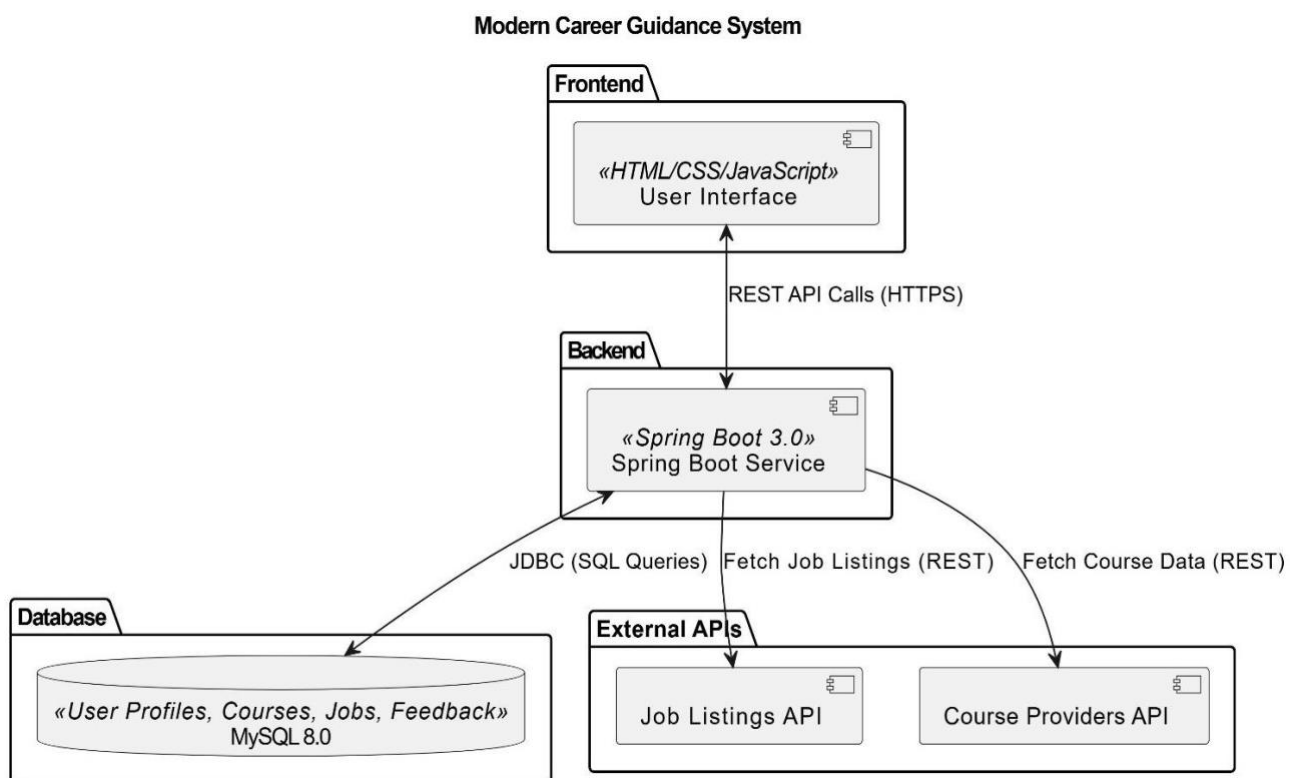 Modern Career Guidance System
Frontend
«HTML/CSS/JavaScript»
User Interface
REST API Calls (HTTPS)
Backend
«Spring Boot 3.0»
Spring Boot Service
JDBC (SQL Queries)
Fetch Job Listings (REST)
Fetch Course Data (REST)
Database
«User Profiles, Courses, Jobs, Feedback»
MySQL 8.0
External APIs
Job Listings API
Course Providers API